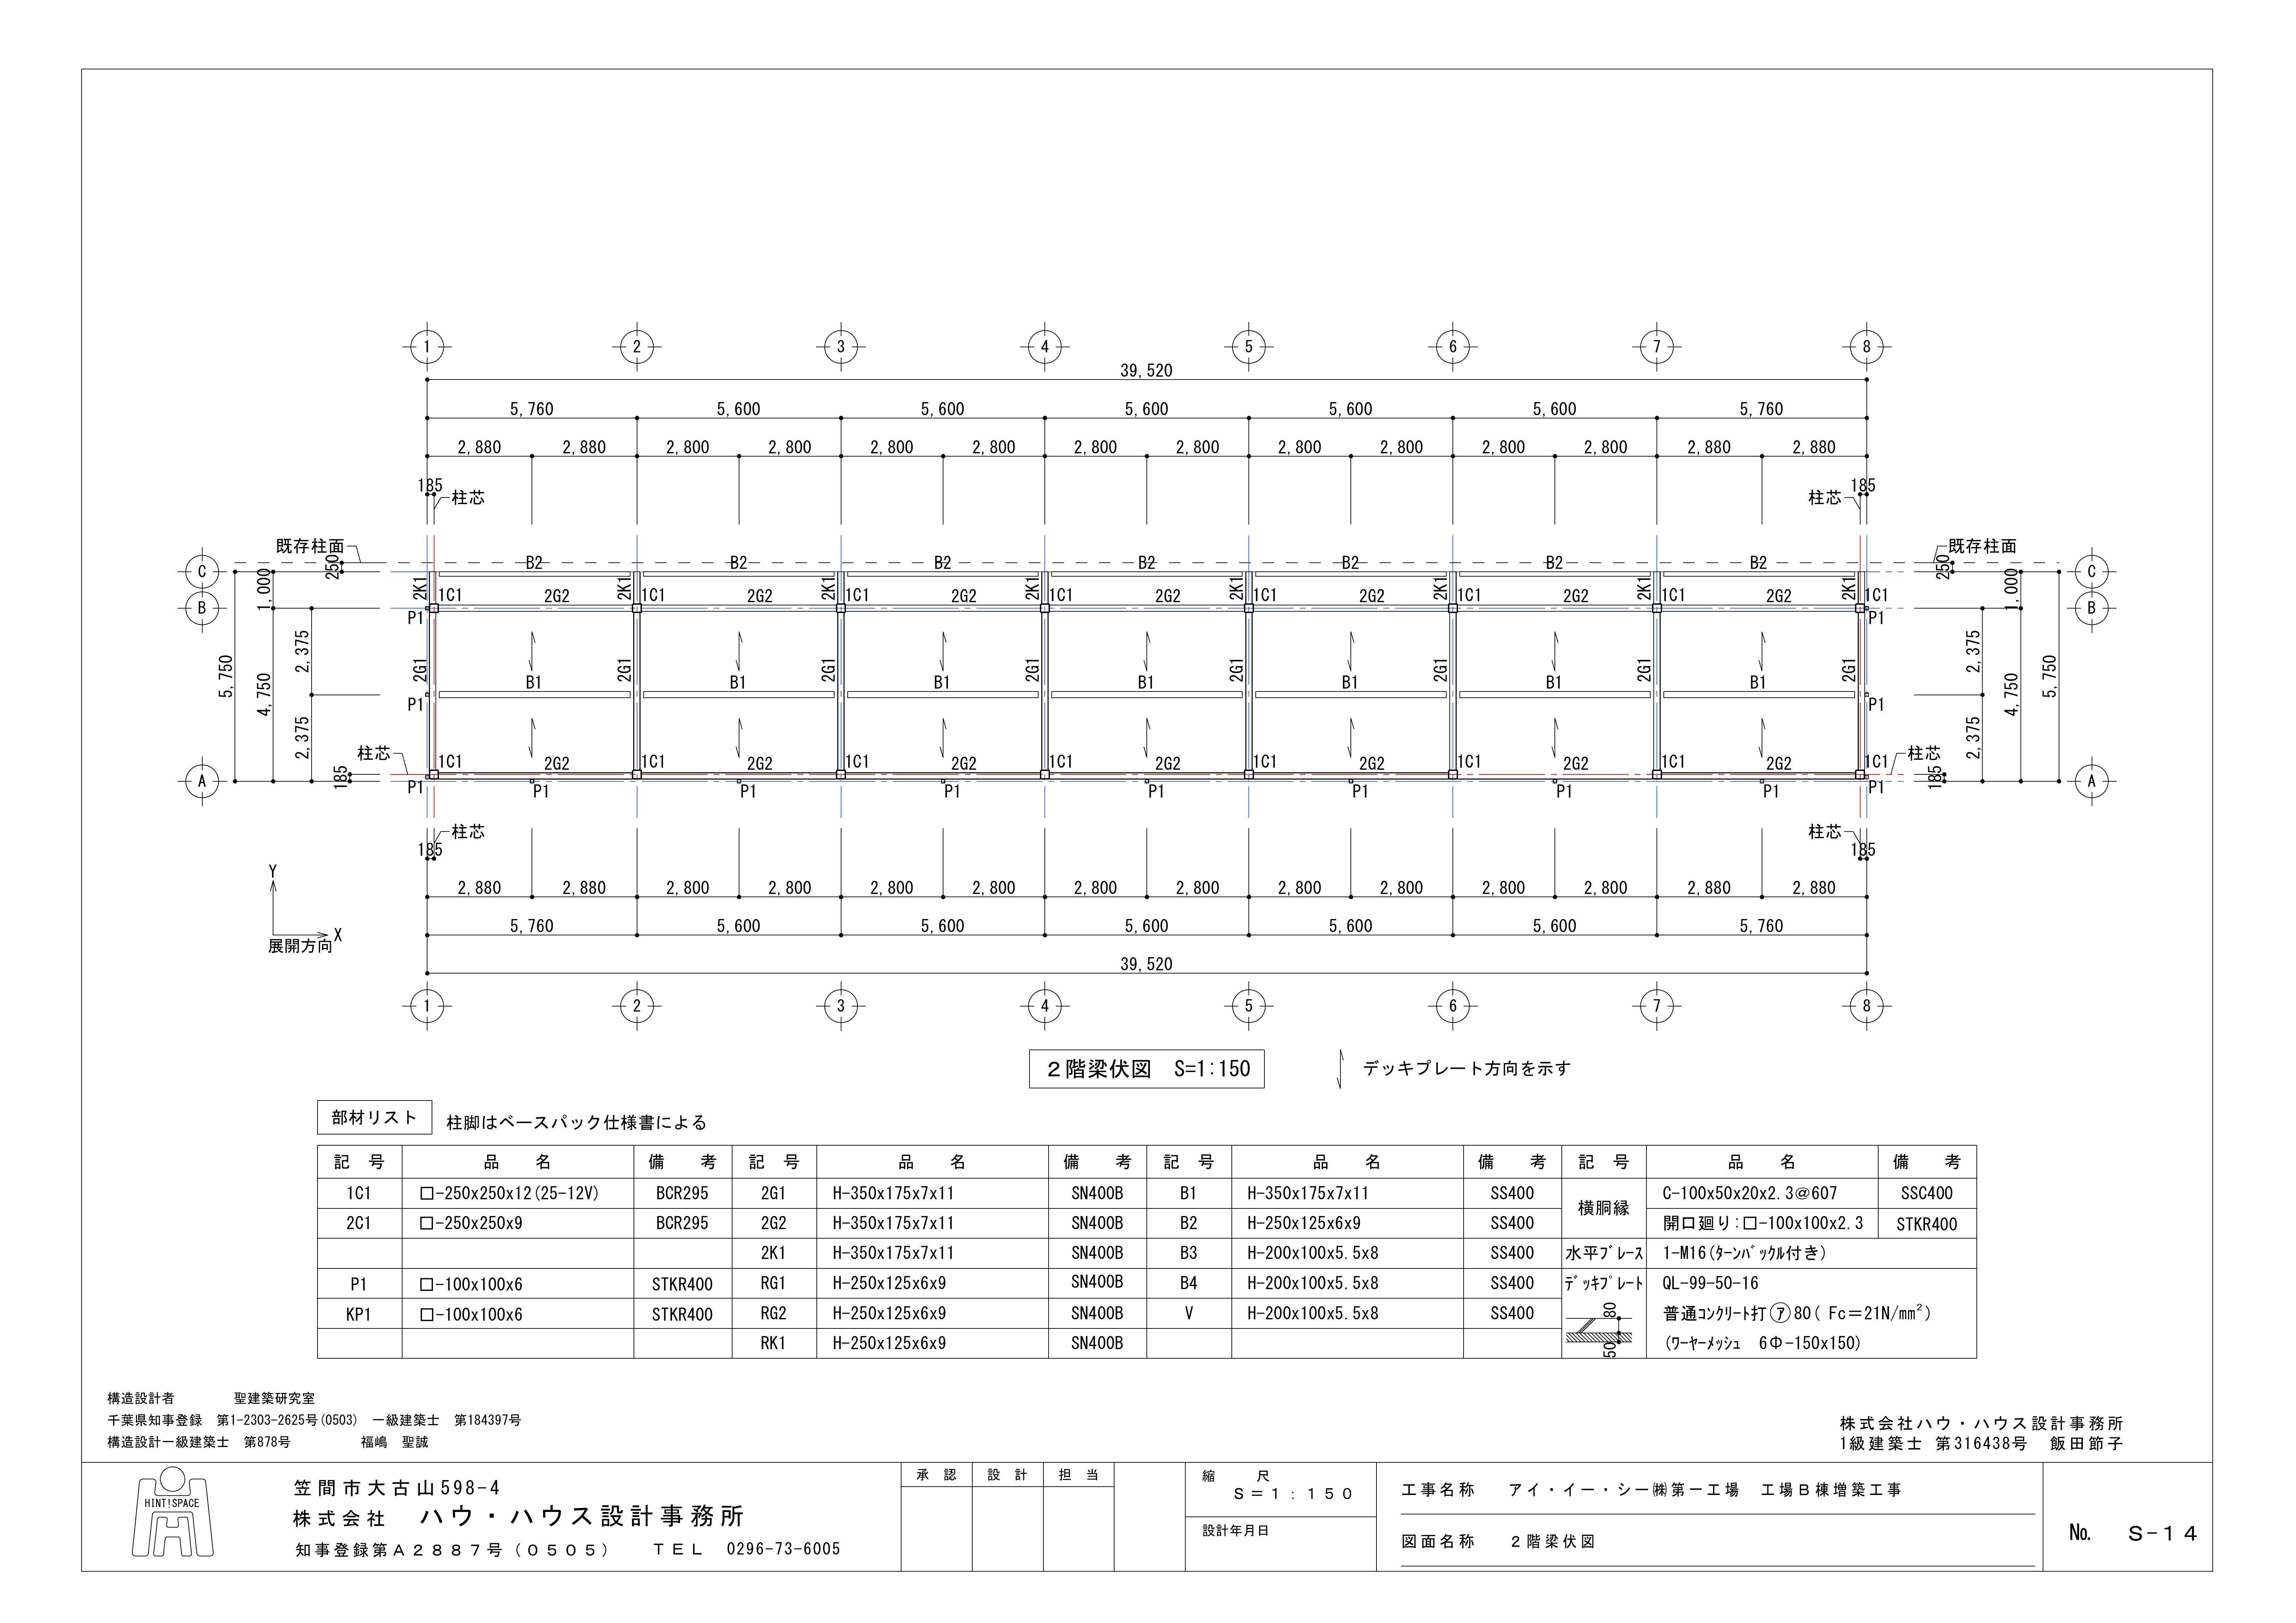 1 2 3 4 5 6 7 8
39,520
5,760 5,600 5,600 5,600 5,600 5,600 5,760
2,880 2,880 2,800 2,800 2,800 2,800 2,800 2,800 2,800 2,800 2,800 2,800 2,880 2,880
185 柱芯 柱芯 185
既存柱面 既存柱面
250 B2 B2 B2 B2 B2 B2 B2 250
C C
1,000 2K1 2K1 2K1 2K1 2K1 2K1 2K1 2K1 1,000
1C1 2G2 1C1 2G2 1C1 2G2 1C1 2G2 1C1 2G2 1C1 2G2 1C1 2G2 1C1
B B
P1 P1
5,750 4,750 2,375 2G1 2G1 2G1 2G1 2G1 2G1 2G1 2G1 2,375 4,750 5,750
B1 B1 B1 B1 B1 B1 B1
P1 P1
2,375 2,375
柱芯 柱芯
1C1 2G2 1C1 2G2 1C1 2G2 1C1 2G2 1C1 2G2 1C1 2G2 1C1 2G2 1C1
A 185 185 A
P1 P1 P1 P1 P1 P1 P1 P1 P1
柱芯 柱芯
185 185
Y
X
展開方向
2,880 2,880 2,800 2,800 2,800 2,800 2,800 2,800 2,800 2,800 2,800 2,800 2,880 2,880
5,760 5,600 5,600 5,600 5,600 5,600 5,760
39,520
1 2 3 4 5 6 7 8
２階梁伏図 S=1:150
デッキプレート方向を示す
部材リスト 柱脚はベースパック仕様書による
記 号 品 名 備 考 記 号 品 名 備 考 記 号 品 名 備 考 記 号 品 名 備 考
1C1 □-250x250x12(25-12V) BCR295 2G1 H-350x175x7x11 SN400B B1 H-350x175x7x11 SS400 横胴縁 C-100x50x20x2.3@607 SSC400
2C1 □-250x250x9 BCR295 2G2 H-350x175x7x11 SN400B B2 H-250x125x6x9 SS400 開口廻り:□-100x100x2.3 STKR400
2K1 H-350x175x7x11 SN400B B3 H-200x100x5.5x8 SS400 水平ﾌﾞﾚｰｽ 1-M16(ﾀｰﾝﾊﾞｯｸﾙ付き)
P1 □-100x100x6 STKR400 RG1 H-250x125x6x9 SN400B B4 H-200x100x5.5x8 SS400 ﾃﾞｯｷﾌﾟﾚｰﾄ QL-99-50-16
KP1 □-100x100x6 STKR400 RG2 H-250x125x6x9 SN400B V H-200x100x5.5x8 SS400 80 普通ｺﾝｸﾘｰﾄ打㋐80( Fc＝21N/mm²)
RK1 H-250x125x6x9 SN400B 50 (ﾜｰﾔｰﾒｯｼｭ 6Φ-150x150)
構造設計者 聖建築研究室
千葉県知事登録 第1-2303-2625号(0503) 一級建築士 第184397号
構造設計一級建築士 第878号 福嶋 聖誠
株式会社ハウ・ハウス設計事務所
1級建築士 第316438号 飯田節子
HINT!SPACE
笠間市大古山598-4
株式会社 ハウ・ハウス設計事務所
知事登録第Ａ２８８７号（０５０５） ＴＥＬ 0296-73-6005
承 認 設 計 担 当
縮 尺
Ｓ＝１：１５０
設計年月日
工事名称 アイ・イー・シー㈱第一工場 工場Ｂ棟増築工事
図面名称 ２階梁伏図
№ Ｓ-１４